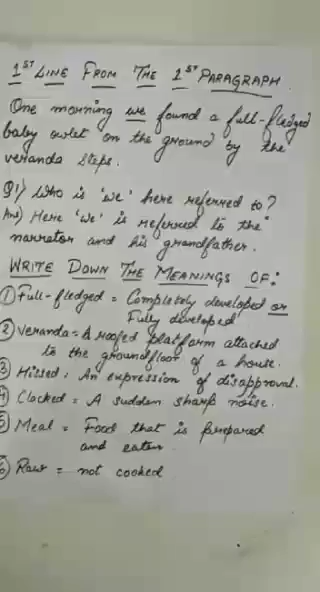 1ST LINE FROM THE 1ST PARAGRAPH.
One morning we found a full-fledged
baby owlet on the ground by the
veranda steps.
Q1) Who is 'we' here referred to?
Ans) Here 'we' is referred to the
narrator and his grandfather.
WRITE DOWN THE MEANINGS OF:
① Full-fledged = Completely developed or
Fully developed
② Veranda = A roofed platform attached
to the groundfloor of a house.
③ Hissed = An expression of disapproval.
④ Clacked = A sudden sharp noise.
⑤ Meal = Food that is prepared
and eaten
⑥ Raw = not cooked